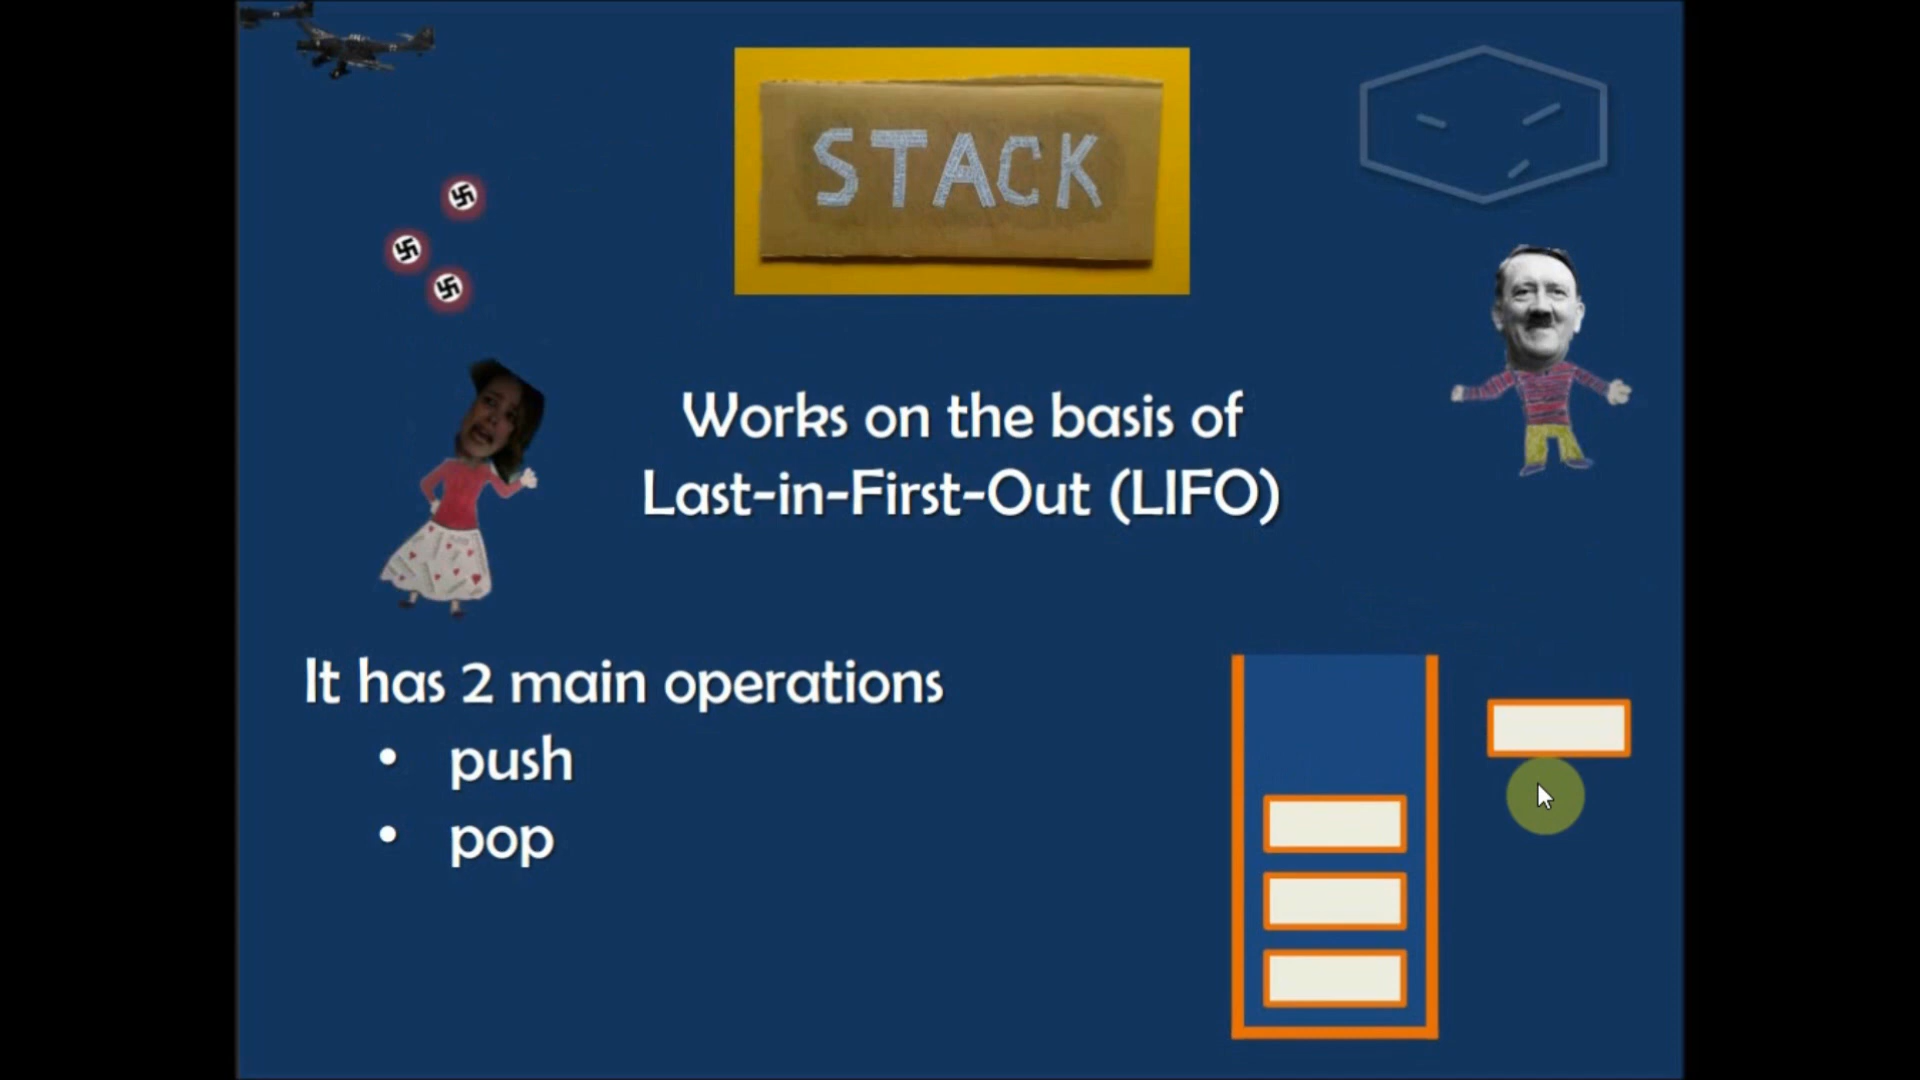 STACK
Works on the basis of
Last-in-First-Out (LIFO)
It has 2 main operations
• push
• pop